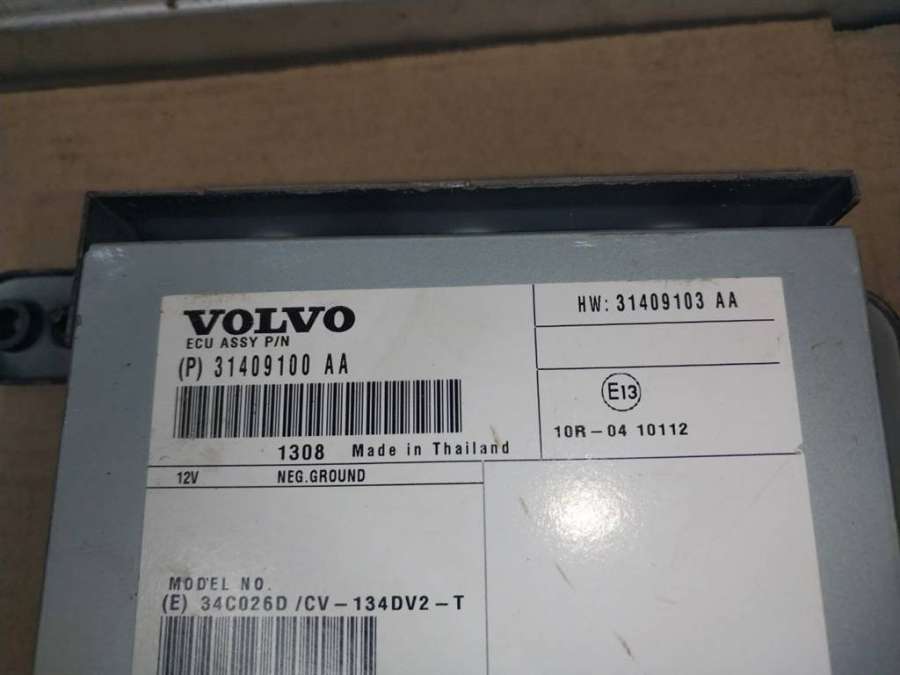 VOLVO
ECU ASSY P/N
(P) 31409100 AA
1308 Made in Thailand
HW: 31409103 AA
E13
10R-04 10112
12V NEG.GROUND
MODEL NO.
(E) 34C026D /CV-134DV2-T